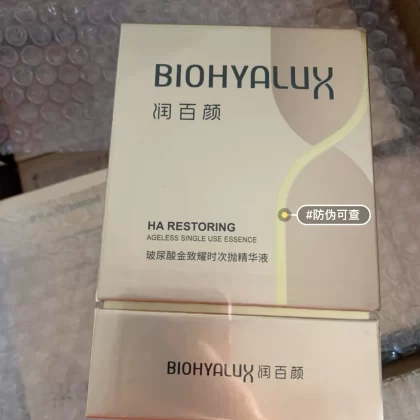 BIOHYALUX
润百颜
#防伪可查
HA RESTORING
AGELESS SINGLE USE ESSENCE
玻尿酸金致耀时次抛精华液
BIOHYALUX润百颜